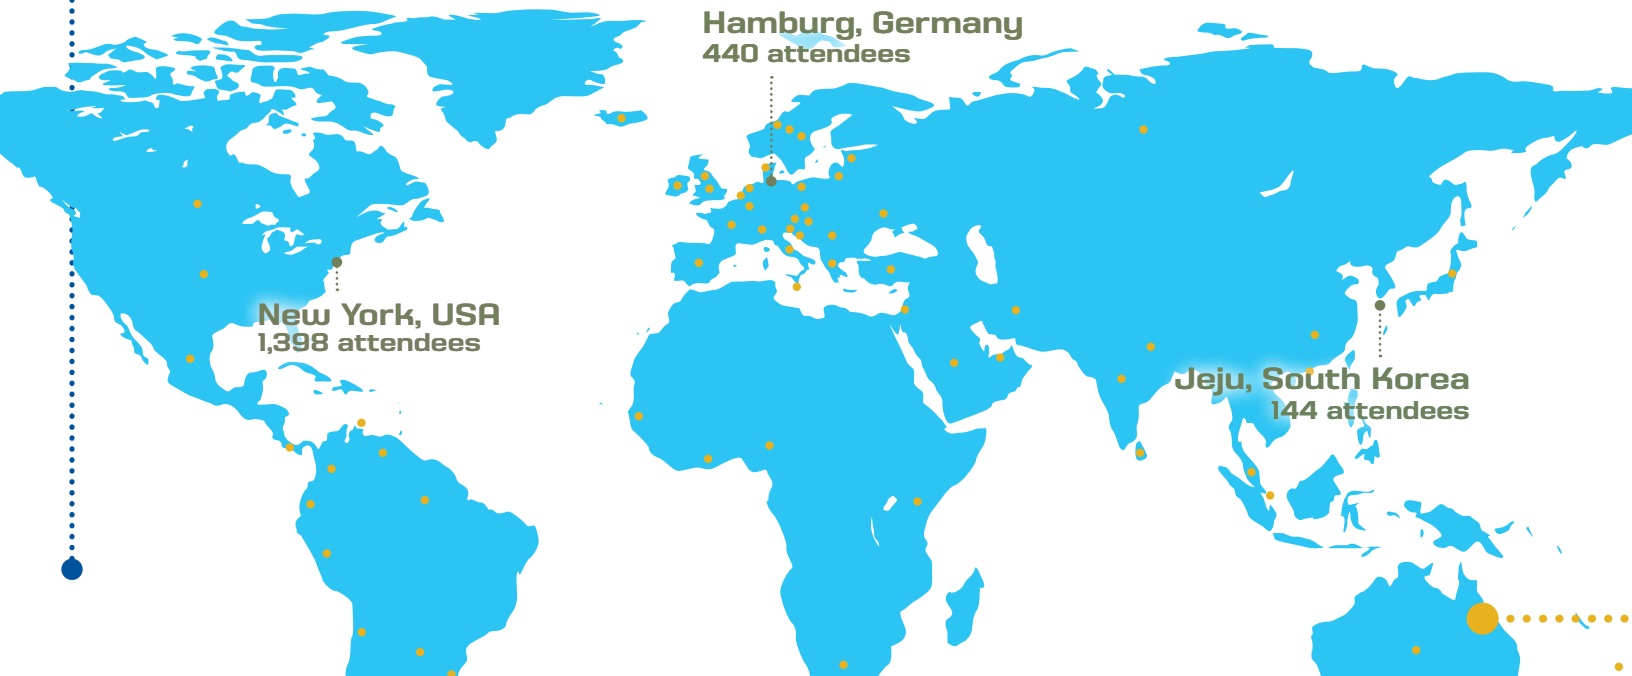 Hamburg, Germany
440 attendees
New York, USA
1,398 attendees
Jeju, South Korea
144 attendees